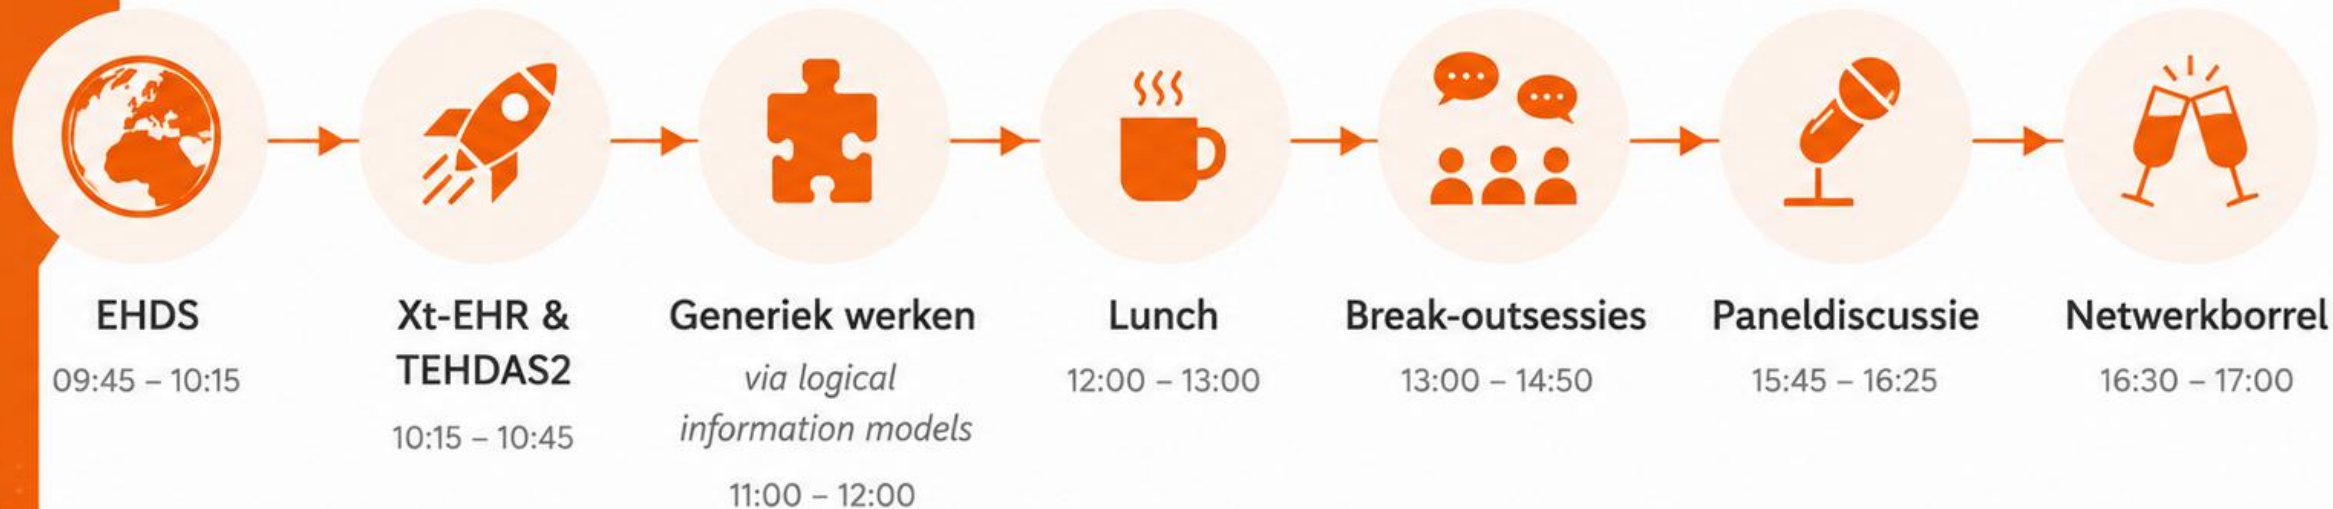 EHDS
09:45 – 10:15
Xt-EHR &
TEHDAS2
10:15 – 10:45
Generiek werken
via logical
information models
11:00 – 12:00
Lunch
12:00 – 13:00
Break-outsessies
13:00 – 14:50
Paneldiscussie
15:45 – 16:25
Netwerkborrel
16:30 – 17:00